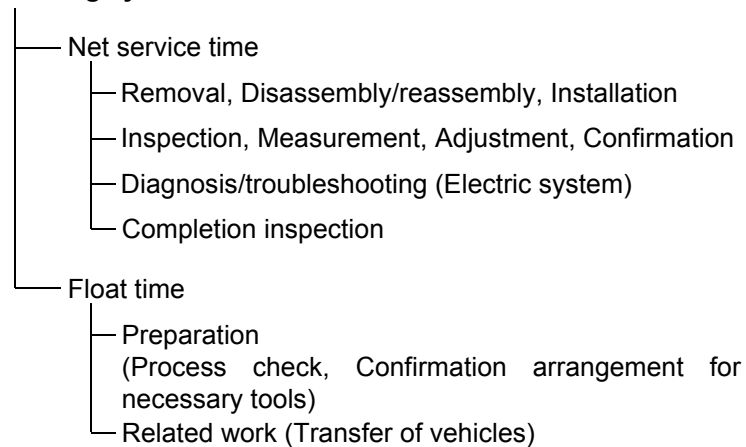 Net service time
Removal, Disassembly/reassembly, Installation
Inspection, Measurement, Adjustment, Confirmation
Diagnosis/troubleshooting (Electric system)
Completion inspection
Float time
Preparation
(Process check, Confirmation arrangement for
necessary tools)
Related work (Transfer of vehicles)